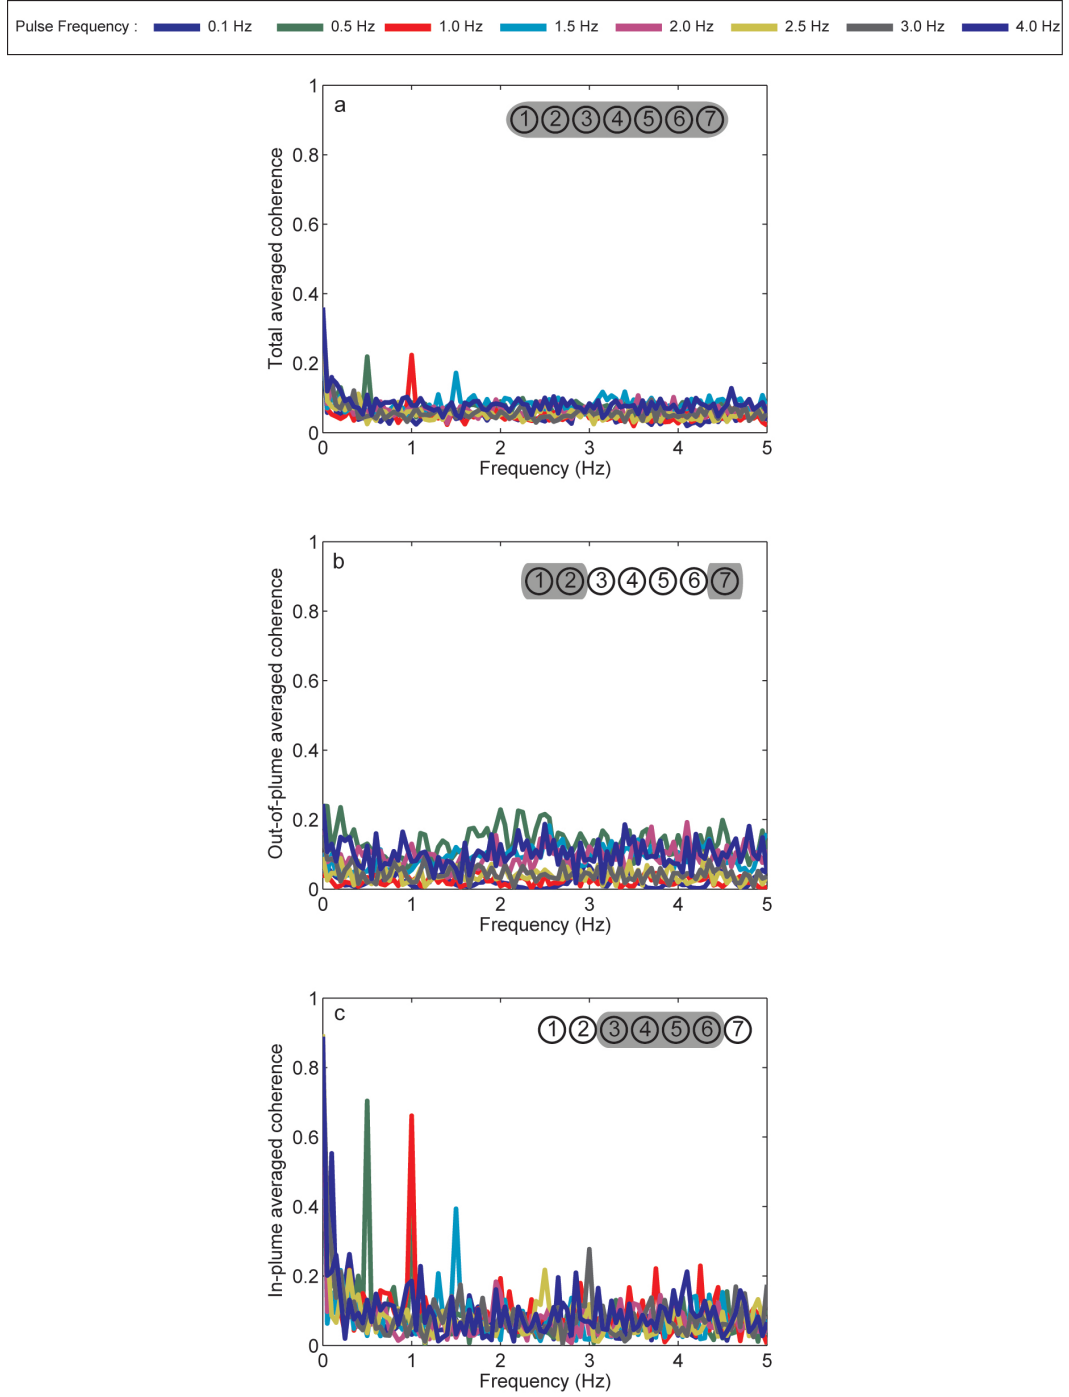 Pulse Frequency : 0.1 Hz 0.5 Hz 1.0 Hz 1.5 Hz 2.0 Hz 2.5 Hz 3.0 Hz 4.0 Hz
a
1 2 3 4 5 6 7
Total averaged coherence
1
0.8
0.6
0.4
0.2
0
0 1 2 3 4 5
Frequency (Hz)
b
1 2 3 4 5 6 7
Out-of-plume averaged coherence
1
0.8
0.6
0.4
0.2
0
0 1 2 3 4 5
Frequency (Hz)
c
1 2 3 4 5 6 7
In-plume averaged coherence
1
0.8
0.6
0.4
0.2
0
0 1 2 3 4 5
Frequency (Hz)